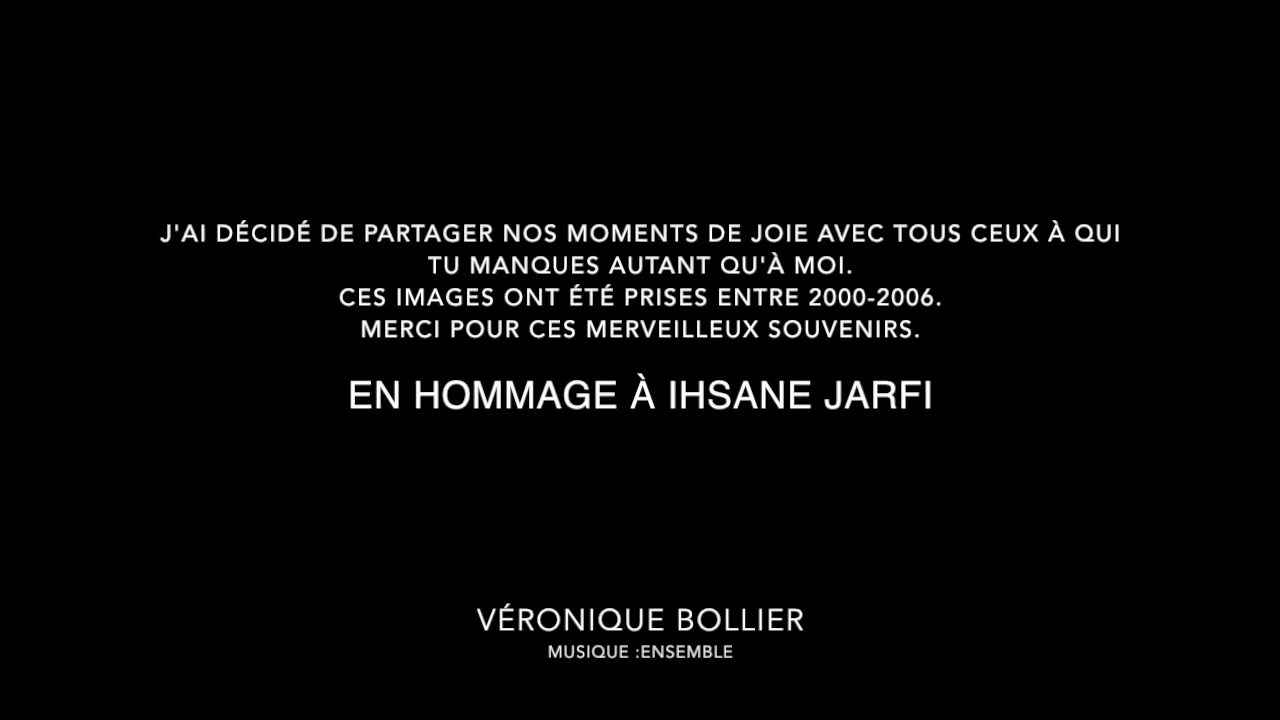 J'AI DÉCIDÉ DE PARTAGER NOS MOMENTS DE JOIE AVEC TOUS CEUX À QUI
TU MANQUES AUTANT QU'À MOI.
CES IMAGES ONT ÉTÉ PRISES ENTRE 2000-2006.
MERCI POUR CES MERVEILLEUX SOUVENIRS.
EN HOMMAGE À IHSANE JARFI
VÉRONIQUE BOLLIER
MUSIQUE :ENSEMBLE